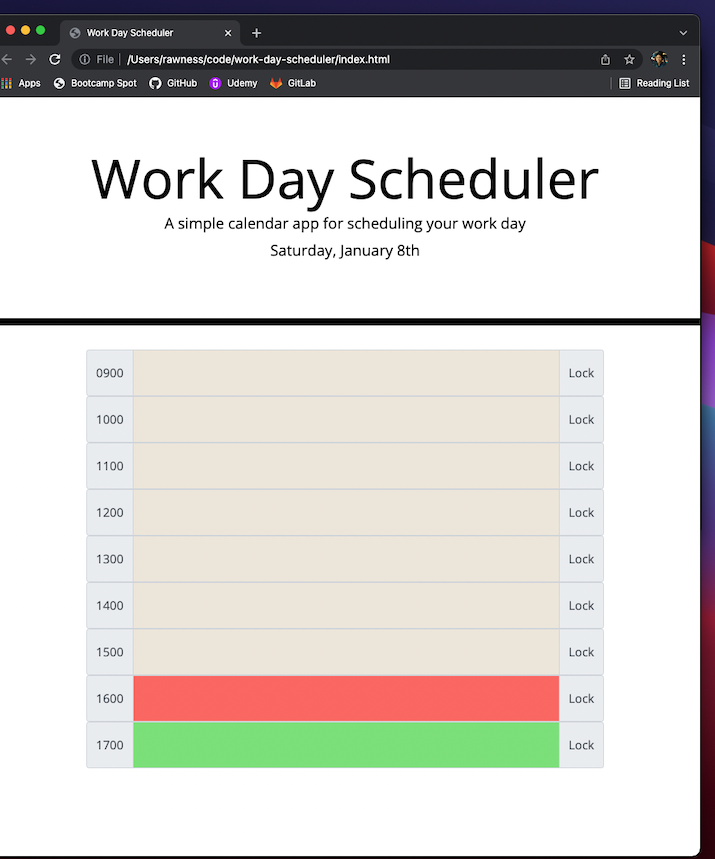 Work Day Scheduler
File /Users/rawness/code/work-day-scheduler/index.html
Apps Bootcamp Spot GitHub Udemy GitLab Reading List
Work Day Scheduler
A simple calendar app for scheduling your work day
Saturday, January 8th
0900 Lock
1000 Lock
1100 Lock
1200 Lock
1300 Lock
1400 Lock
1500 Lock
1600 Lock
1700 Lock